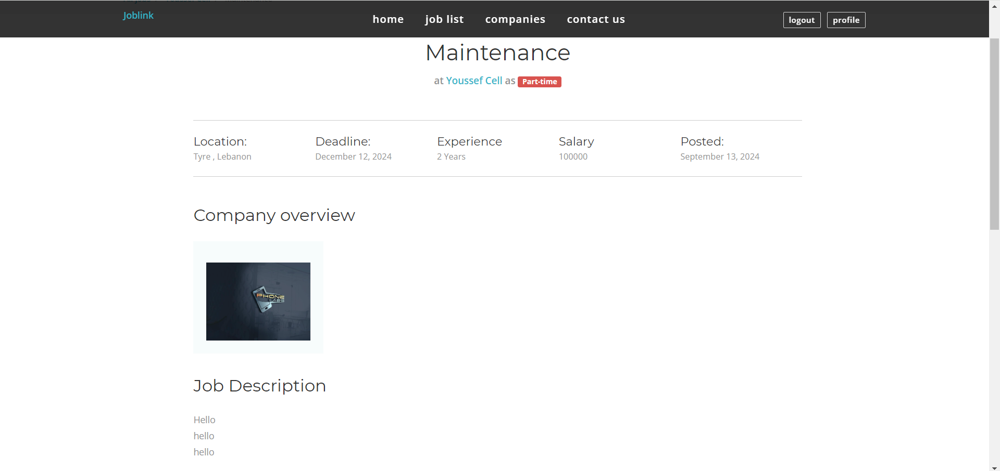 Joblink
home job list companies contact us
logout profile
Maintenance
at Youssef Cell as Part-time
Location: Deadline: Experience Salary Posted:
Tyre , Lebanon December 12, 2024 2 Years 100000 September 13, 2024
Company overview
PHONE
LABS
Job Description
Hello
hello
hello